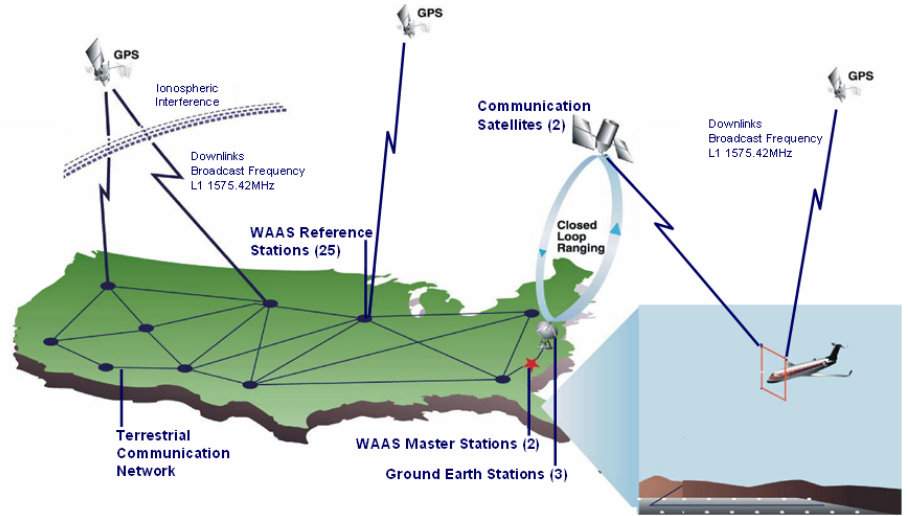 GPS
GPS
GPS
Ionospheric
Interference
Communication
Satellites (2)
Downlinks
Broadcast Frequency
L1 1575.42MHz
Downlinks
Broadcast Frequency
L1 1575.42MHz
WAAS Reference
Stations (25)
Closed
Loop
Ranging
Terrestrial
Communication
Network
WAAS Master Stations (2)
Ground Earth Stations (3)